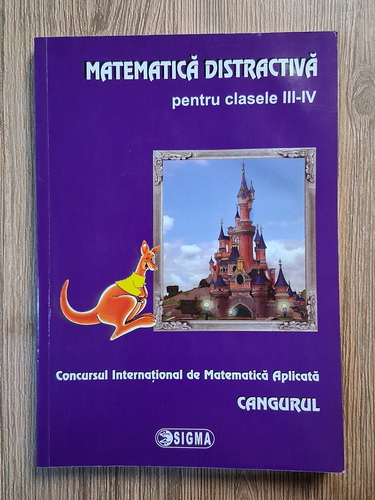 MATEMATICĂ DISTRACTIVĂ
pentru clasele III-IV
Concursul Internaţional de Matematică Aplicată
CANGURUL
SIGMA